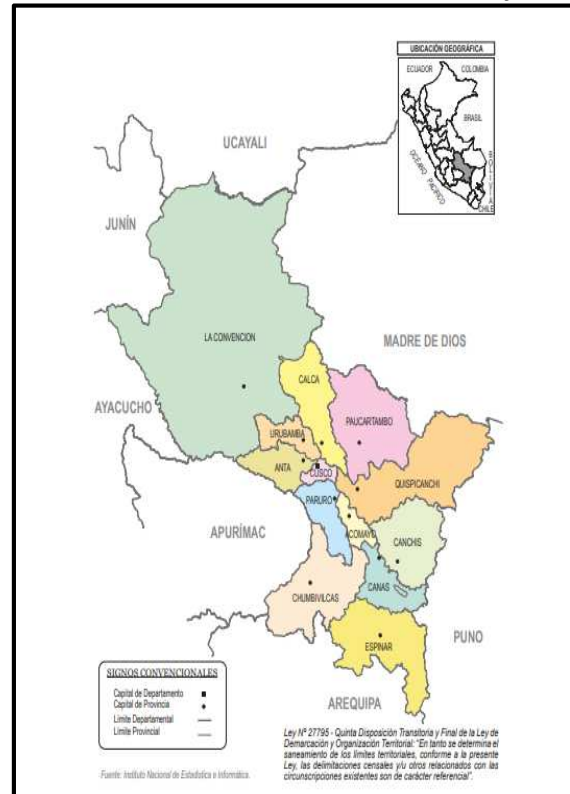 UBICACIÓN GEOGRÁFICA
ECUADOR
COLOMBIA
BRASIL
BOLIVIA
OCÉANO PACÍFICO
CHILE
UCAYALI
JUNÍN
LA CONVENCION
MADRE DE DIOS
CALCA
AYACUCHO
PAUCARTAMBO
URUBAMBA
ANTA
CUSCO
QUISPICANCHI
PARURO
ACOMAYO
APURÍMAC
CANCHIS
CANAS
CHUMBIVILCAS
PUNO
ESPINAR
AREQUIPA
SIGNOS CONVENCIONALES
Capital de Departamento
Capital de Provincia
Límite Departamental
Límite Provincial
Fuente: Instituto Nacional de Estadística e Informática.
Ley Nº 27795 - Quinta Disposición Transitoria y Final de la Ley de
Demarcación y Organización Territorial: "En tanto se determina el
saneamiento de los límites territoriales, conforme a la presente
Ley, las delimitaciones censales y/u otros relacionados con las
circunscripciones existentes son de carácter referencial".